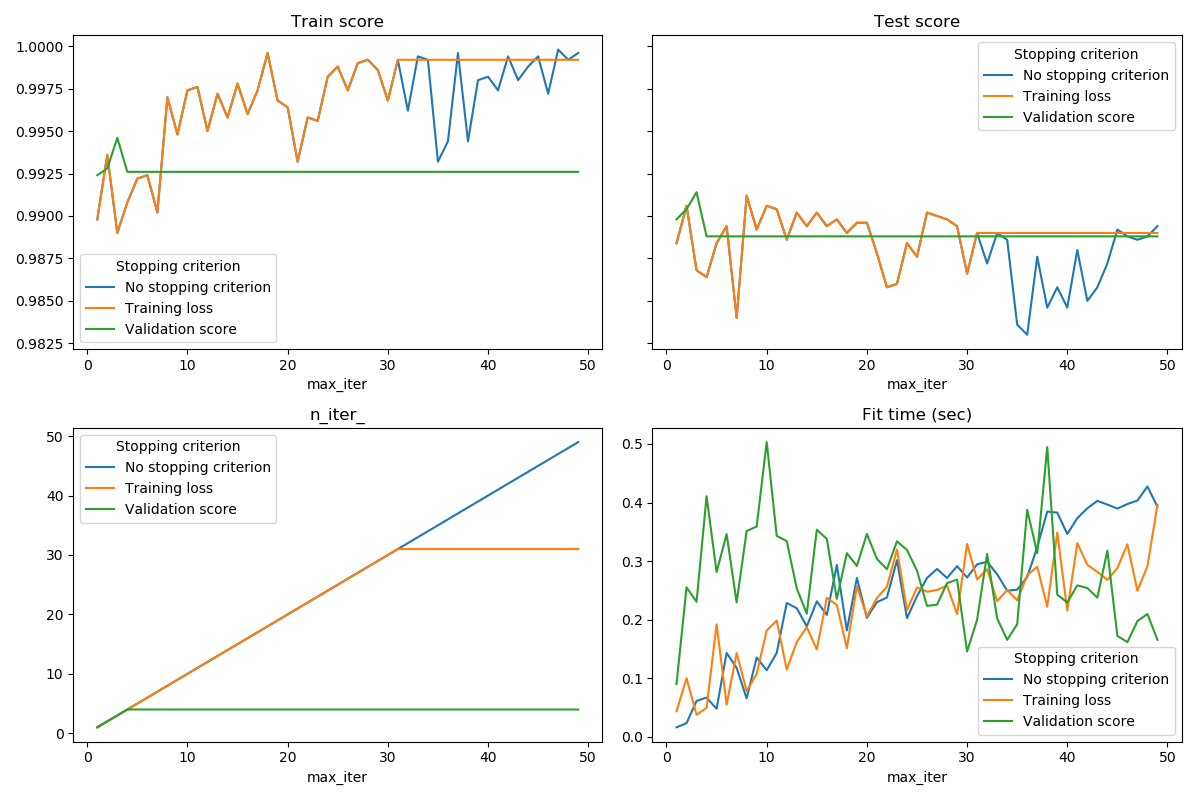 Train score
1.0000
0.9975
0.9950
0.9925
0.9900
0.9875
0.9850
0.9825
Stopping criterion
No stopping criterion
Training loss
Validation score
0 10 20 30 40 50
max_iter
Test score
Stopping criterion
No stopping criterion
Training loss
Validation score
0 10 20 30 40 50
max_iter
n_iter_
50
40
30
20
10
0
Stopping criterion
No stopping criterion
Training loss
Validation score
0 10 20 30 40 50
max_iter
Fit time (sec)
0.5
0.4
0.3
0.2
0.1
0.0
Stopping criterion
No stopping criterion
Training loss
Validation score
0 10 20 30 40 50
max_iter